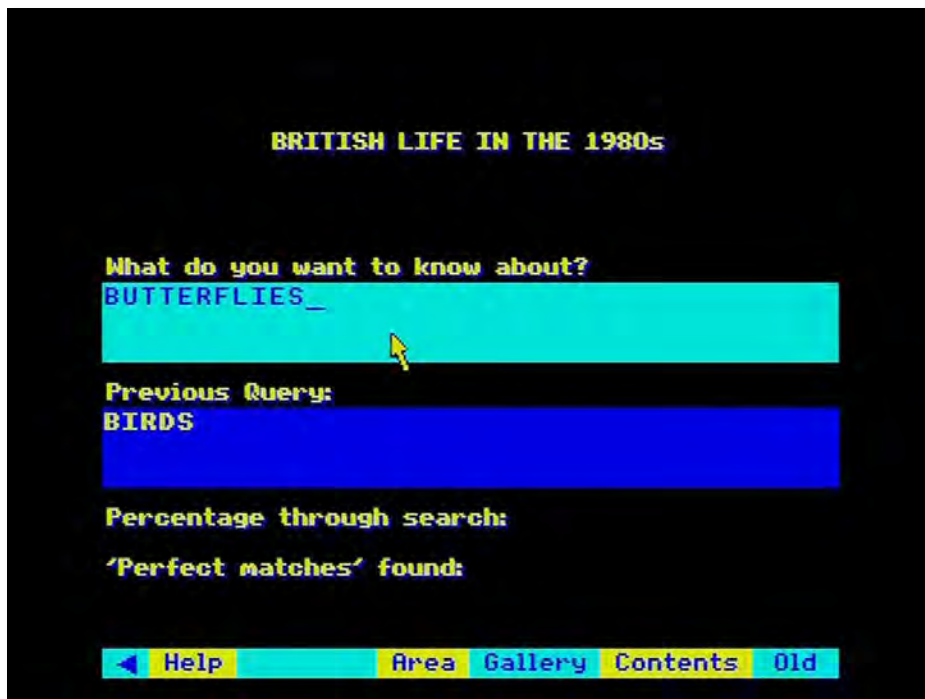 BRITISH LIFE IN THE 1980s
What do you want to know about?
BUTTERFLIES_
Previous Query:
BIRDS
Percentage through search:
'Perfect matches' found:
Help Area Gallery Contents Old